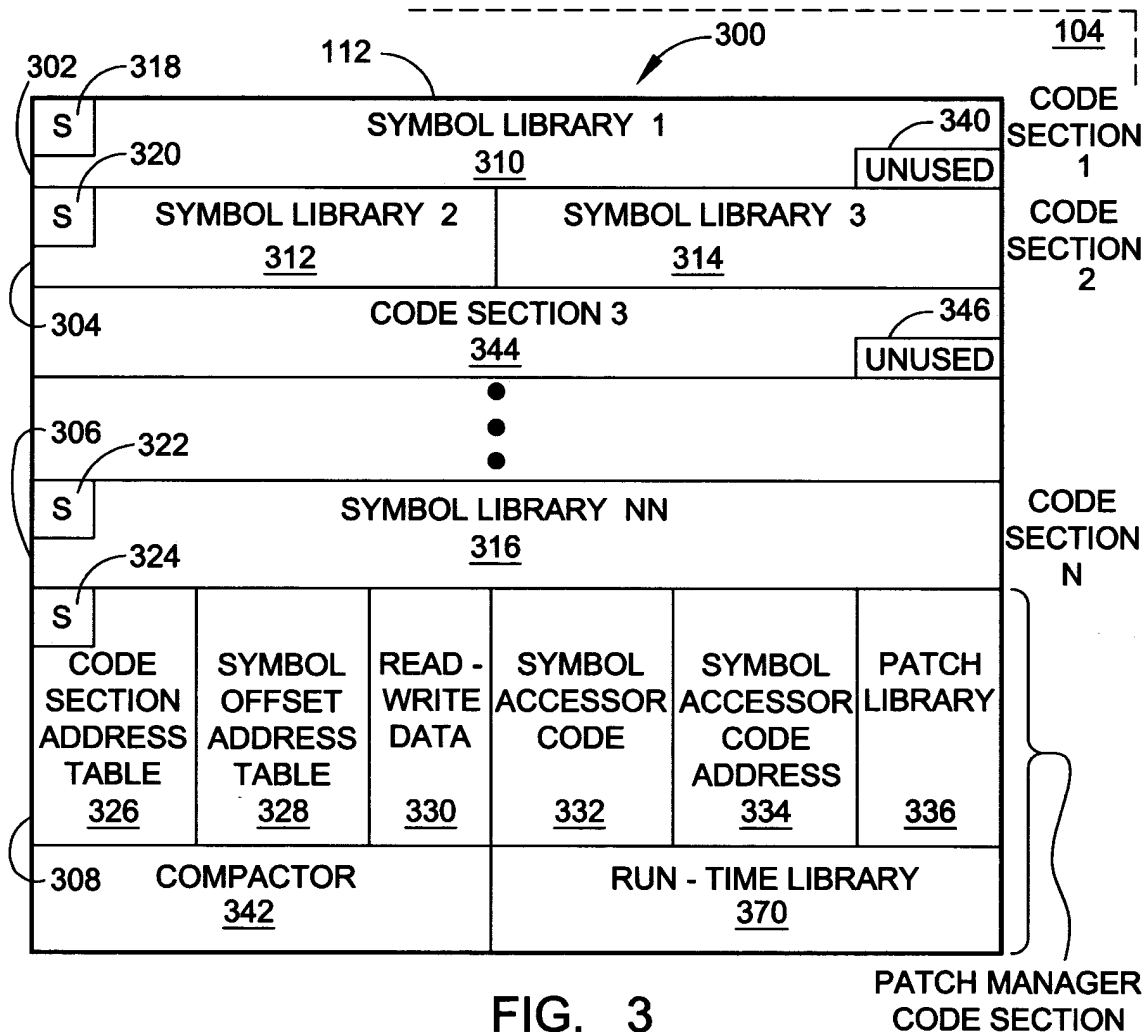 300
104
302
318
112
S
SYMBOL LIBRARY 1
310
340
UNUSED
CODE
SECTION
1
320
S
SYMBOL LIBRARY 2
312
SYMBOL LIBRARY 3
314
CODE
SECTION
2
304
CODE SECTION 3
344
346
UNUSED
306
322
S
SYMBOL LIBRARY NN
316
CODE
SECTION
N
324
S
CODE
SECTION
ADDRESS
TABLE
326
SYMBOL
OFFSET
ADDRESS
TABLE
328
READ -
WRITE
DATA
330
SYMBOL
ACCESSOR
CODE
332
SYMBOL
ACCESSOR
CODE
ADDRESS
334
PATCH
LIBRARY
336
308
COMPACTOR
342
RUN - TIME LIBRARY
370
PATCH MANAGER
CODE SECTION
FIG. 3